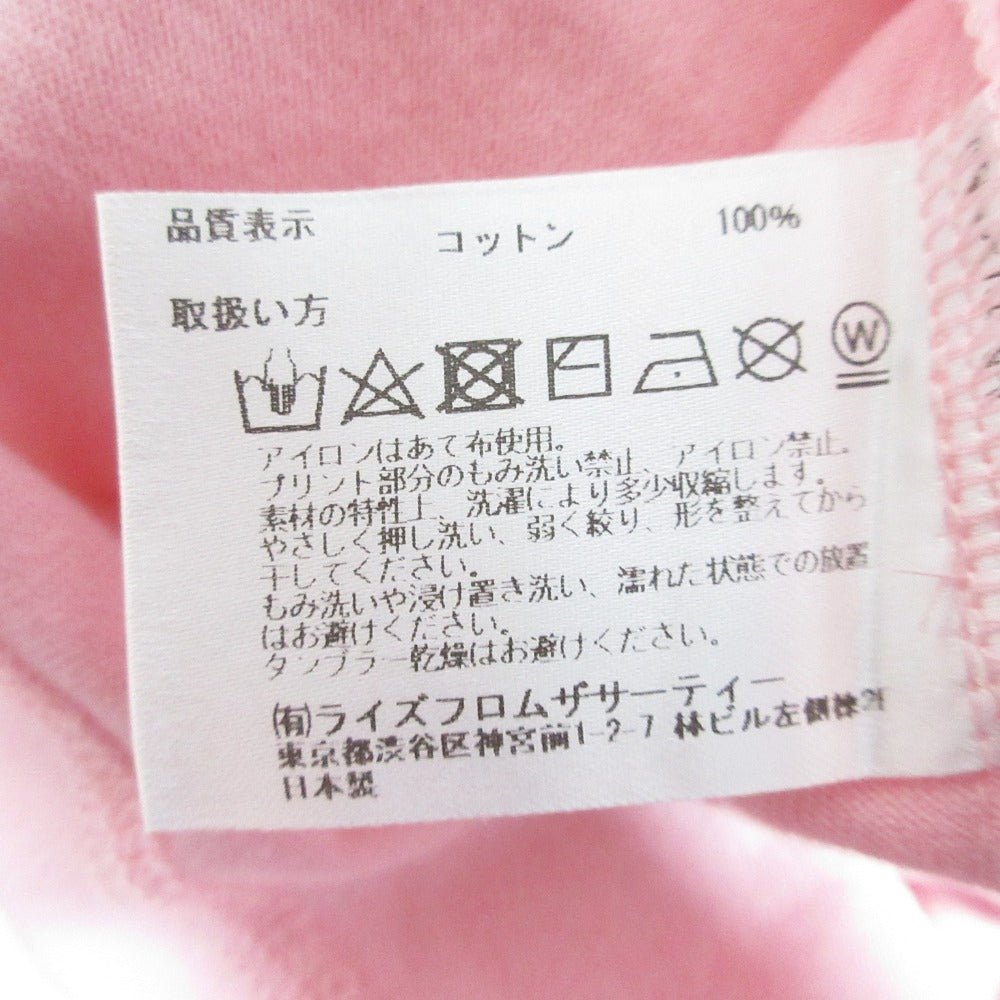 品質表示 コットン 100%
取扱い方
W
アイロンはあて布使用。
プリント部分のもみ洗い禁止、アイロン禁止。
素材の特性上、洗濯により多少収縮します。
やさしく押し洗い、弱く絞り、形を整えてから
干してください。
もみ洗いや浸け置き洗い、濡れた状態での放置
はお避けください。
タンブラー乾燥はお避けください。
㈲ライズフロムザサーティー
東京都渋谷区神宮前1-2-7 林ビル左側棟2F
日本製